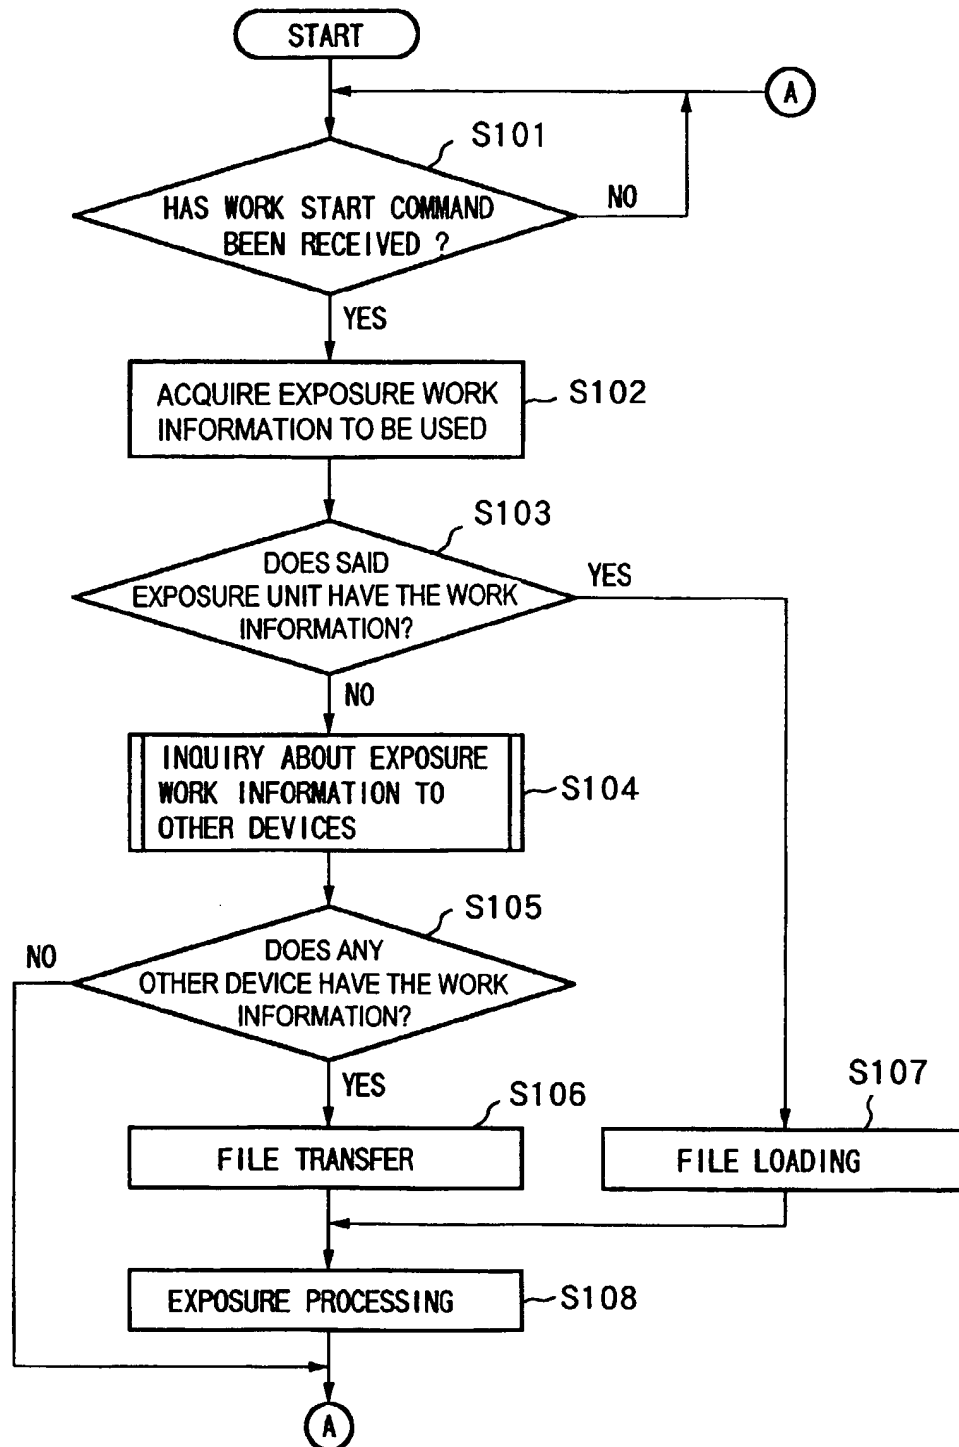 START
A
S101
HAS WORK START COMMAND
BEEN RECEIVED ?
NO
YES
ACQUIRE EXPOSURE WORK
INFORMATION TO BE USED
S102
S103
DOES SAID
EXPOSURE UNIT HAVE THE WORK
INFORMATION?
YES
NO
INQUIRY ABOUT EXPOSURE
WORK INFORMATION TO
OTHER DEVICES
S104
S105
NO
DOES ANY
OTHER DEVICE HAVE THE WORK
INFORMATION?
YES
S106
S107
FILE TRANSFER
FILE LOADING
EXPOSURE PROCESSING
S108
A